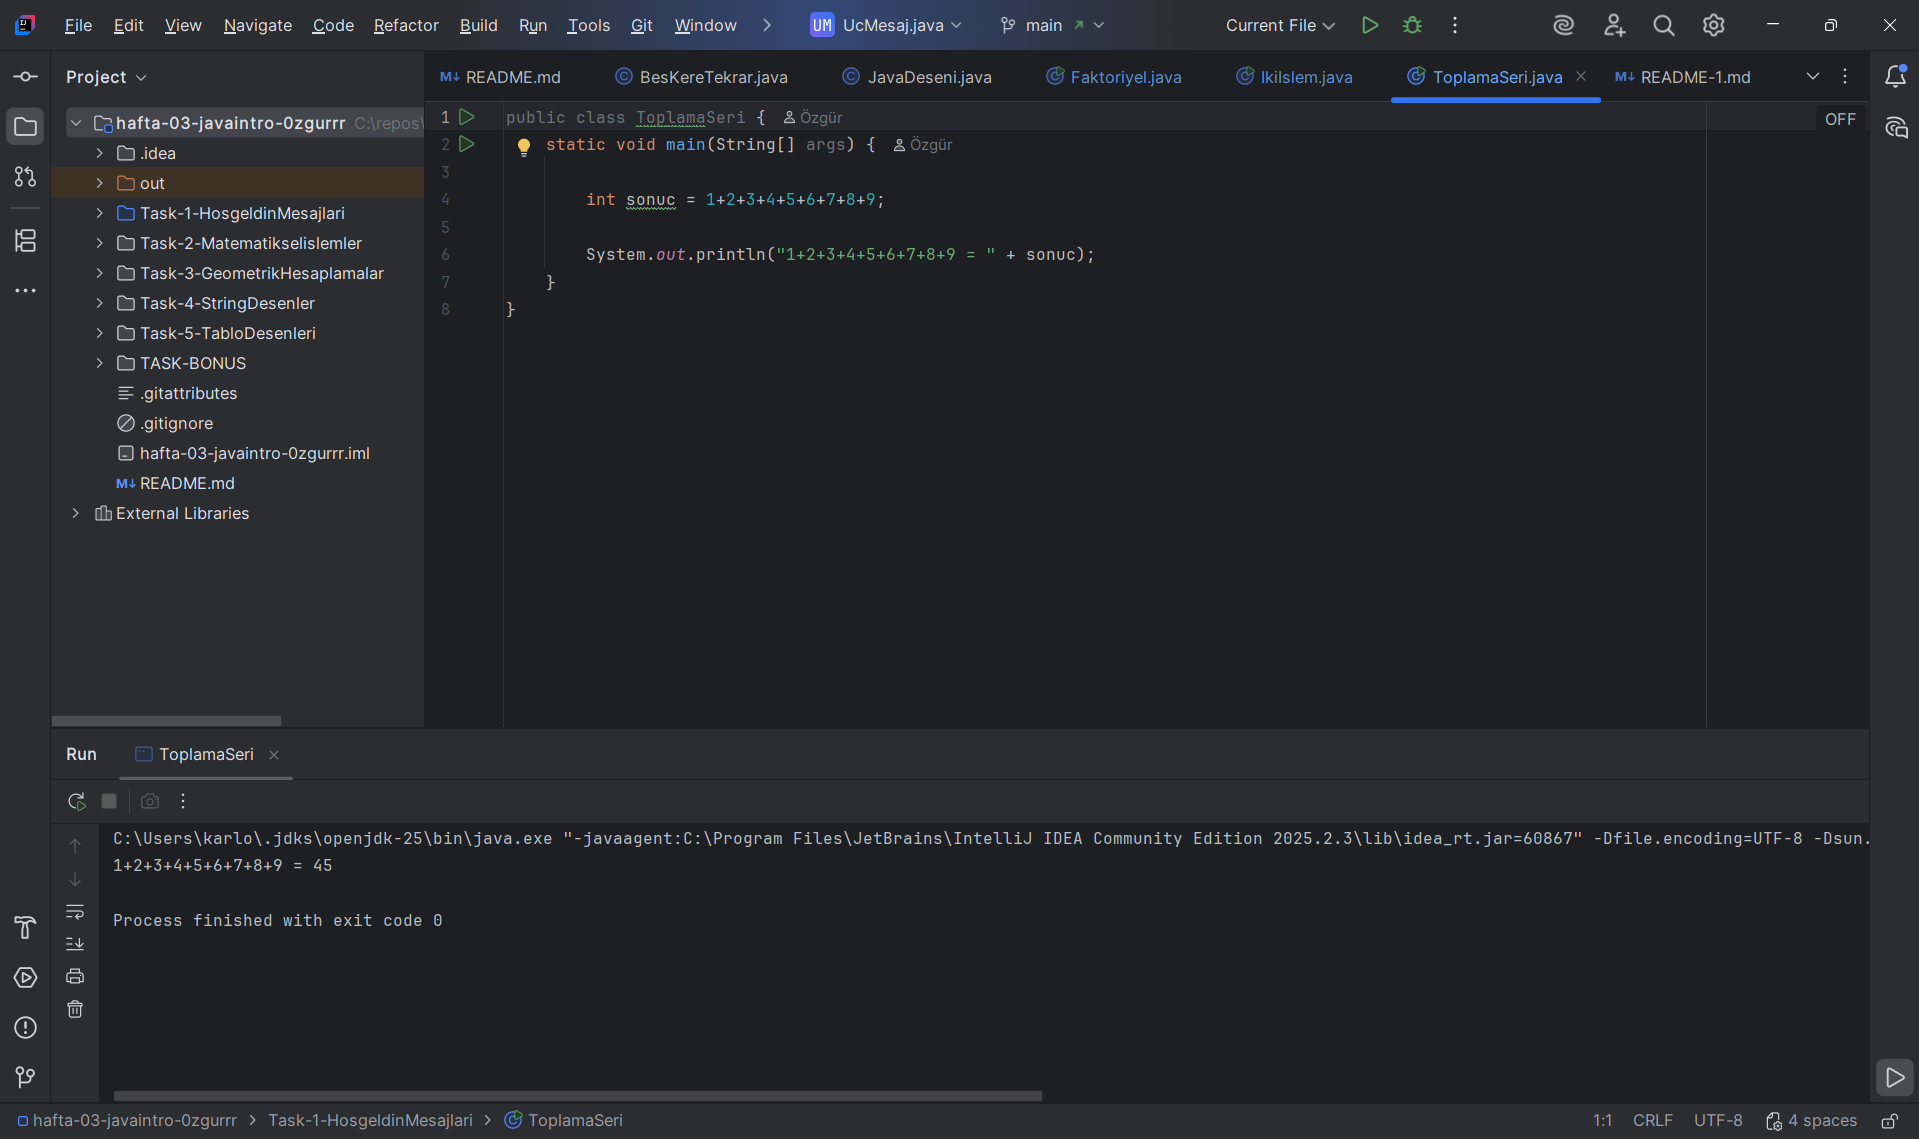 File Edit View Navigate Code Refactor Build Run Tools Git Window UM UcMesaj.java main Current File
Project
README.md BesKereTekrar.java JavaDeseni.java Faktoriyel.java IkiIslem.java ToplamaSeri.java README-1.md
hafta-03-javaintro-0zgurrr C:\repos\
.idea
out
Task-1-HosgeldinMesajlari
Task-2-Matematikselislemler
Task-3-GeometrikHesaplamalar
Task-4-StringDesenler
Task-5-TabloDesenleri
TASK-BONUS
.gitattributes
.gitignore
hafta-03-javaintro-0zgurrr.iml
README.md
External Libraries
1 public class ToplamaSeri { Özgür
OFF
2 static void main(String[] args) { Özgür
3
4 int sonuc = 1+2+3+4+5+6+7+8+9;
5
6 System.out.println("1+2+3+4+5+6+7+8+9 = " + sonuc);
7 }
8 }
Run ToplamaSeri
C:\Users\karlo\.jdks\openjdk-25\bin\java.exe "-javaagent:C:\Program Files\JetBrains\IntelliJ IDEA Community Edition 2025.2.3\lib\idea_rt.jar=60867" -Dfile.encoding=UTF-8 -Dsun.
1+2+3+4+5+6+7+8+9 = 45
Process finished with exit code 0
hafta-03-javaintro-0zgurrr > Task-1-HosgeldinMesajlari > ToplamaSeri 1:1 CRLF UTF-8 4 spaces